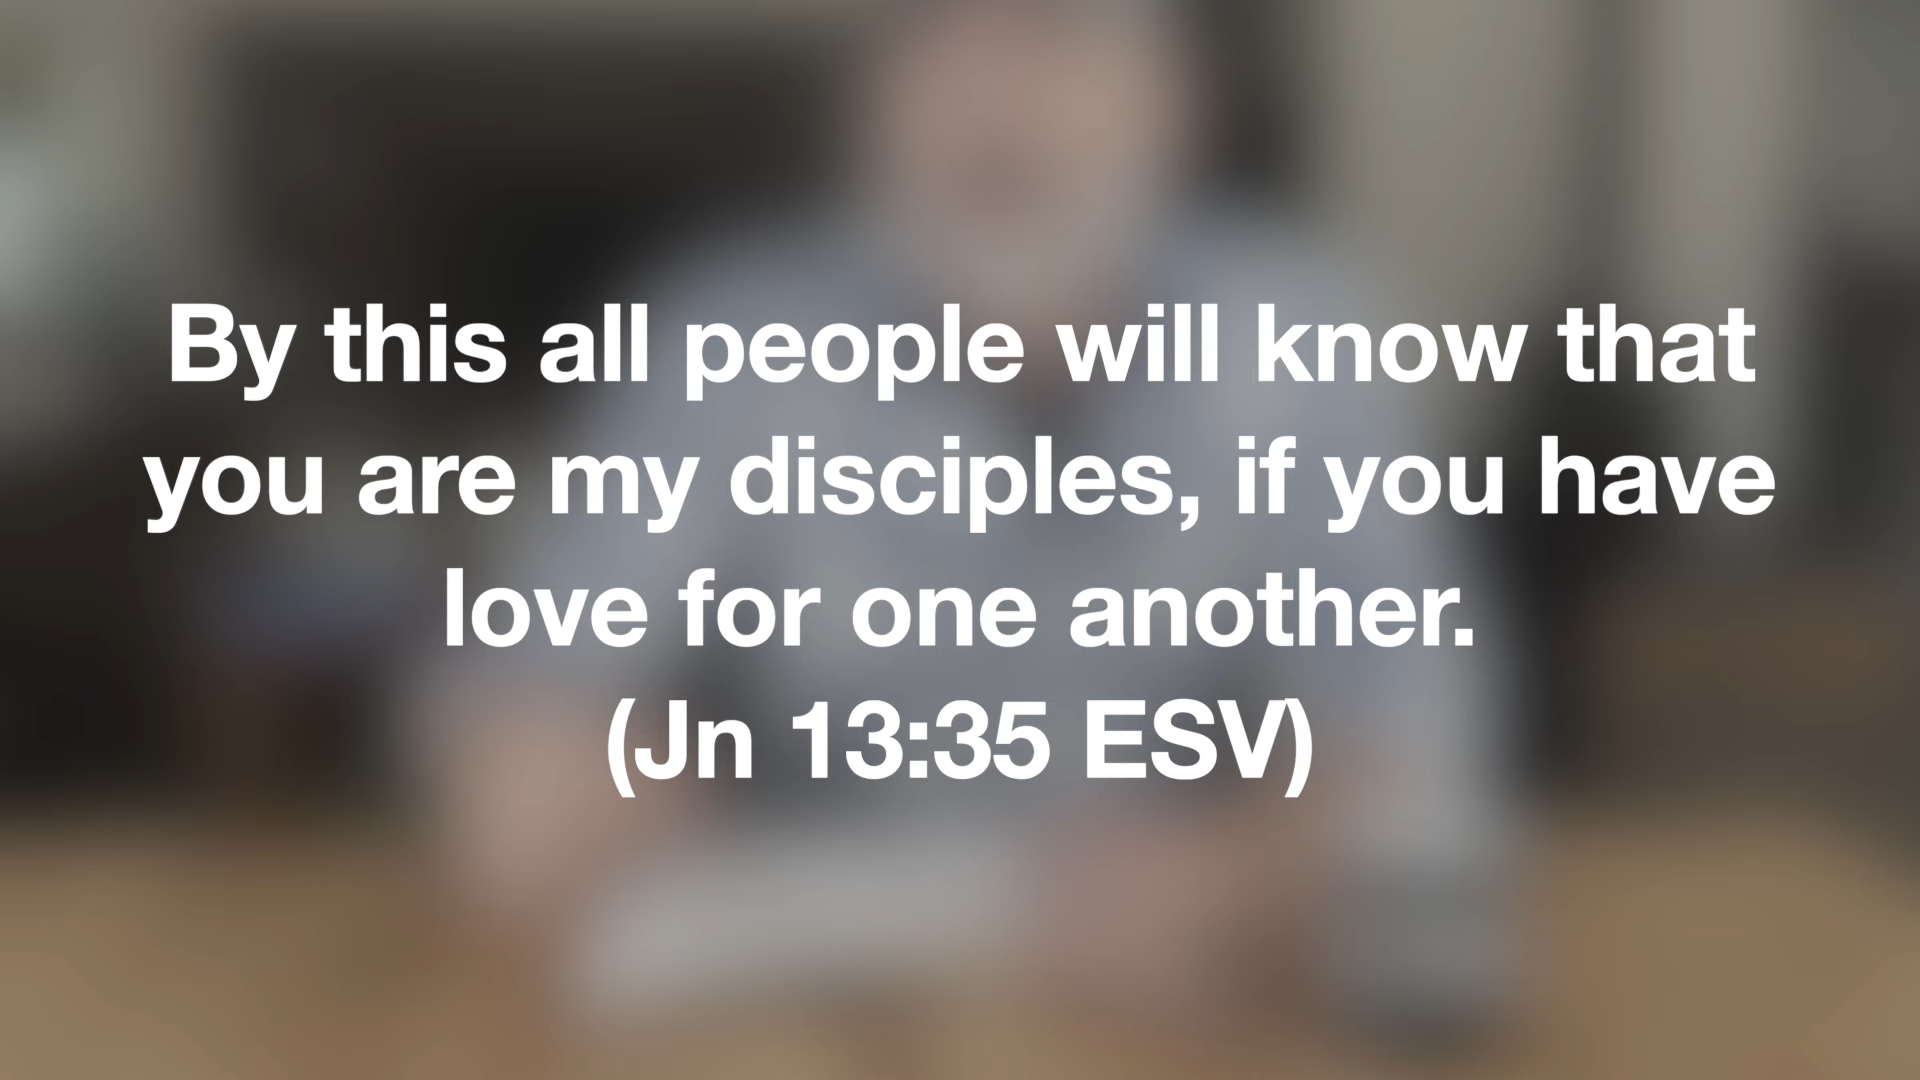 By this all people will know that
you are my disciples, if you have
love for one another.
(Jn 13:35 ESV)